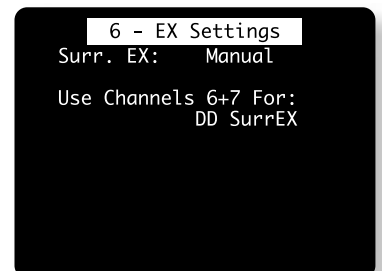 6 - EX Settings
Surr. EX: Manual
Use Channels 6+7 For:
DD SurrEX